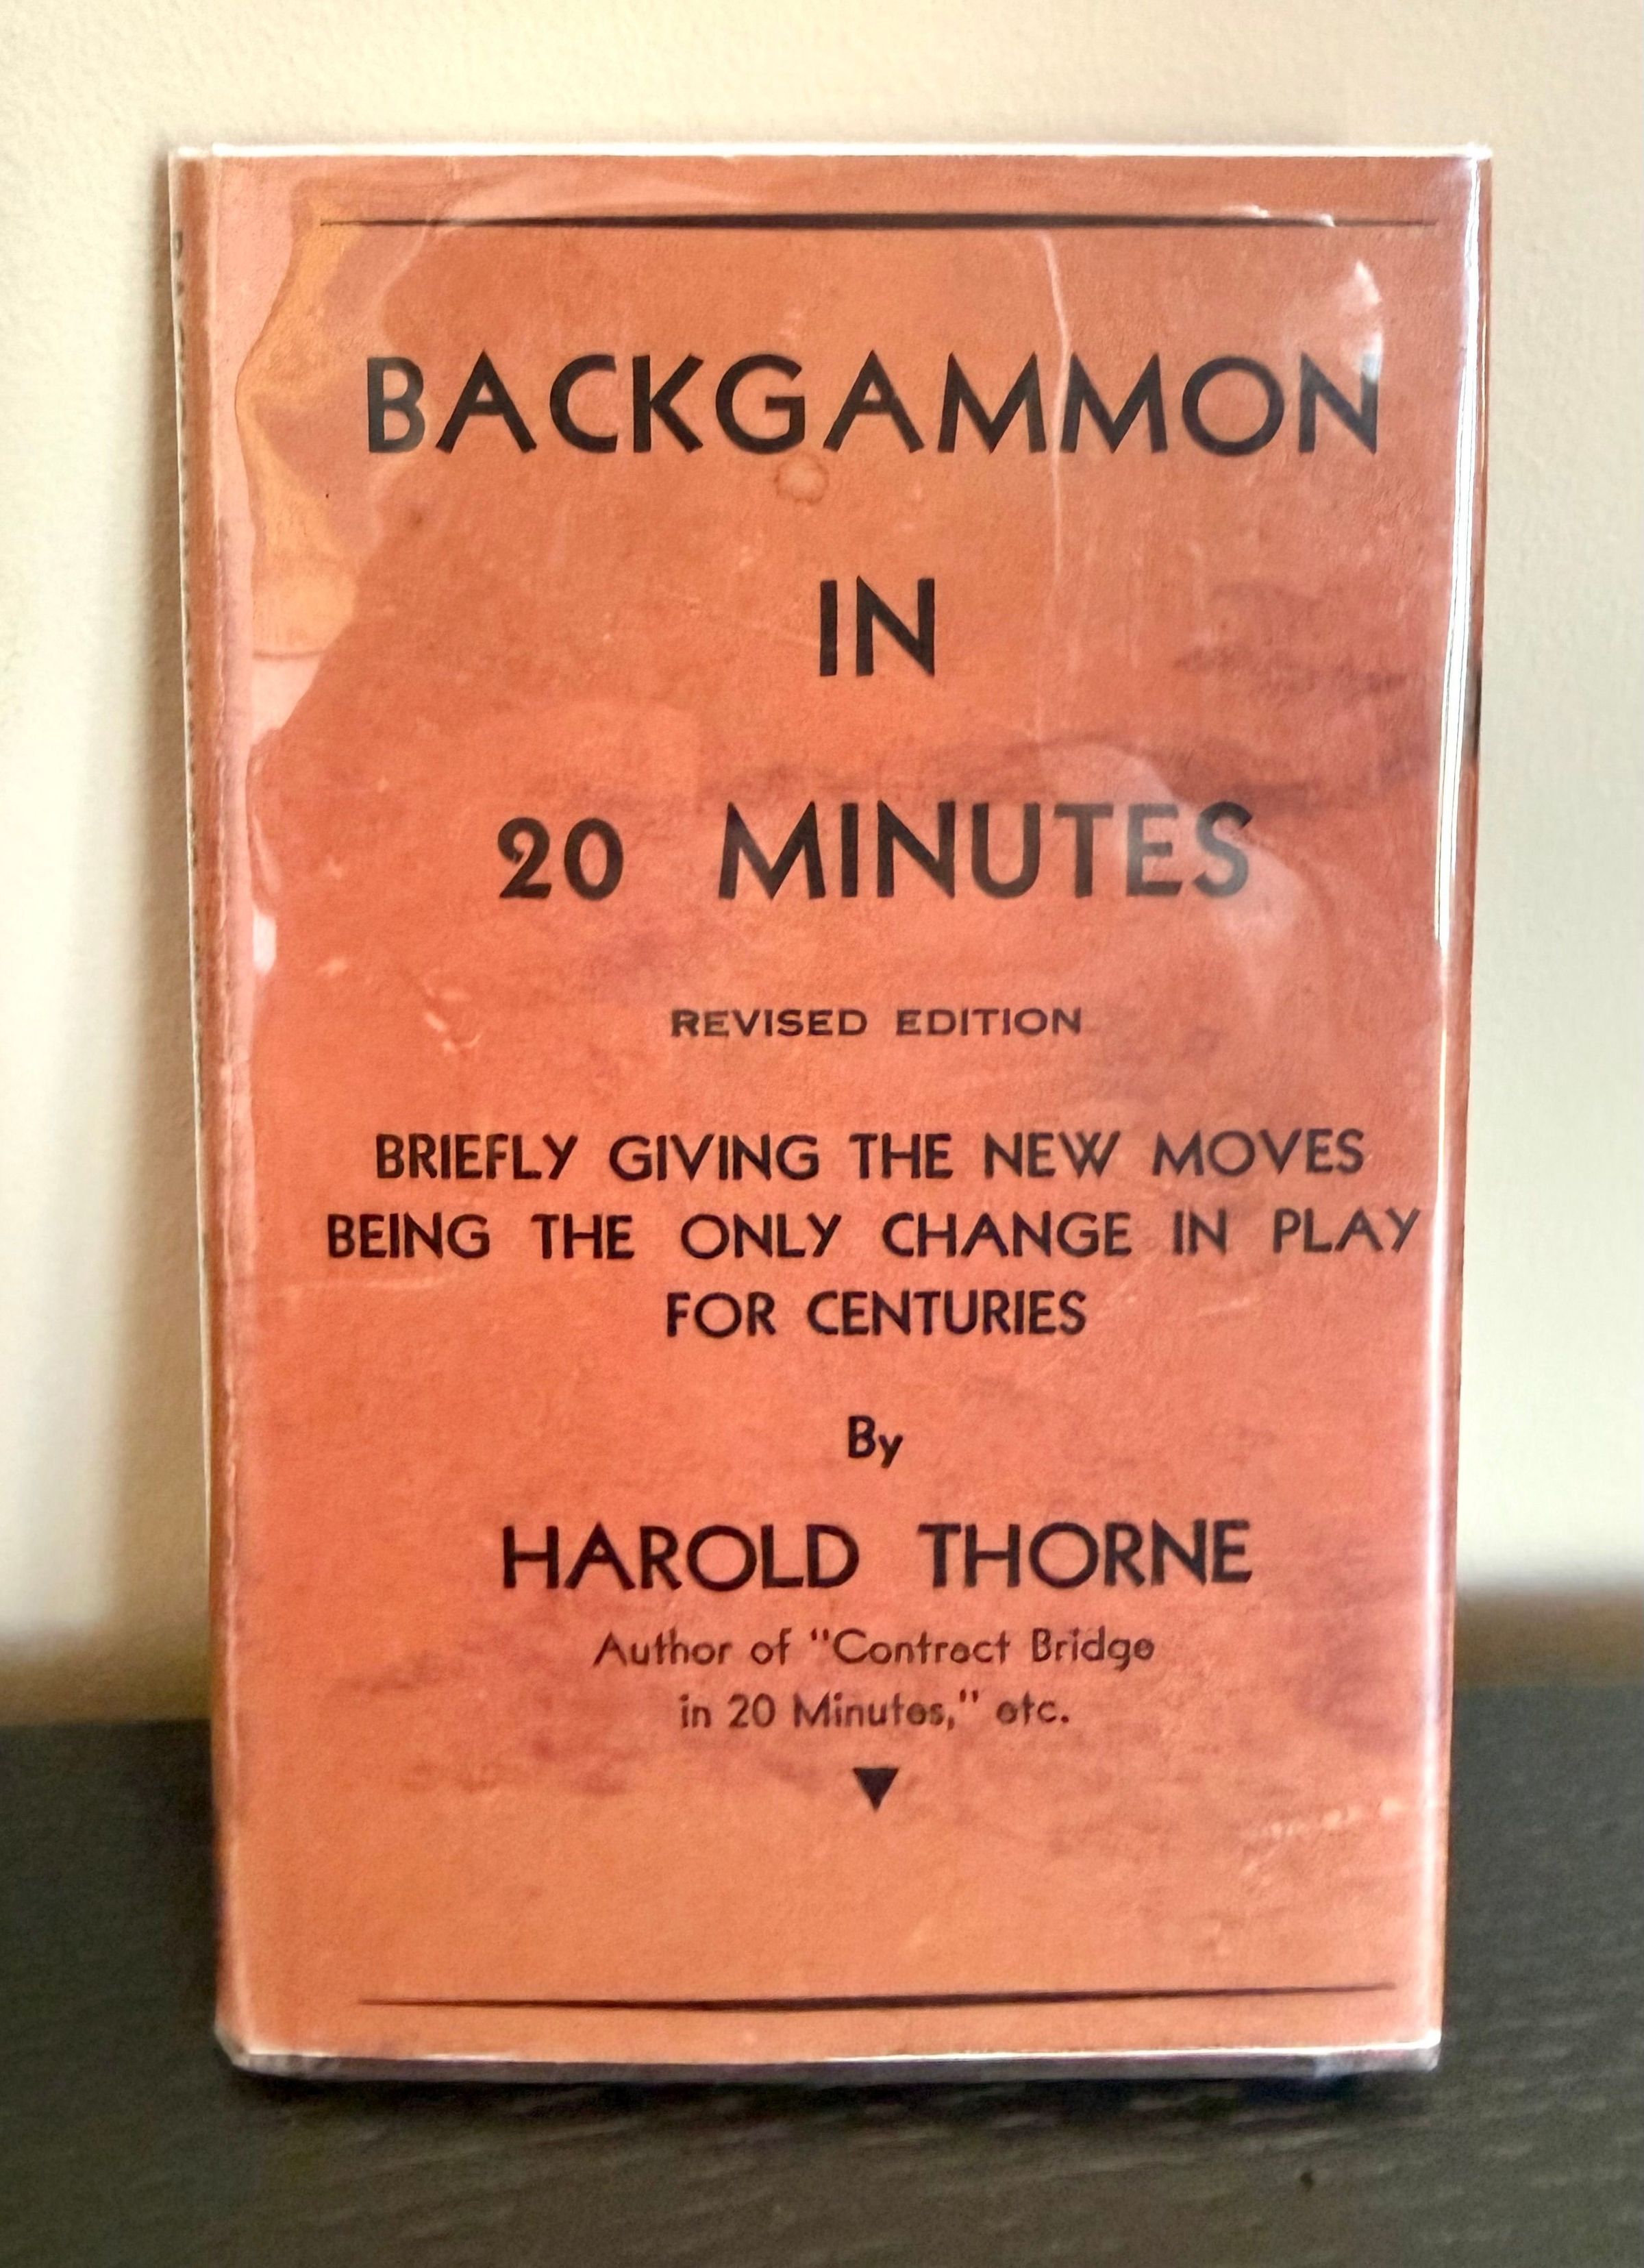 BACKGAMMON
IN
20 MINUTES
REVISED EDITION
BRIEFLY GIVING THE NEW MOVES
BEING THE ONLY CHANGE IN PLAY
FOR CENTURIES
By
HAROLD THORNE
Author of "Contract Bridge
in 20 Minutes," etc.